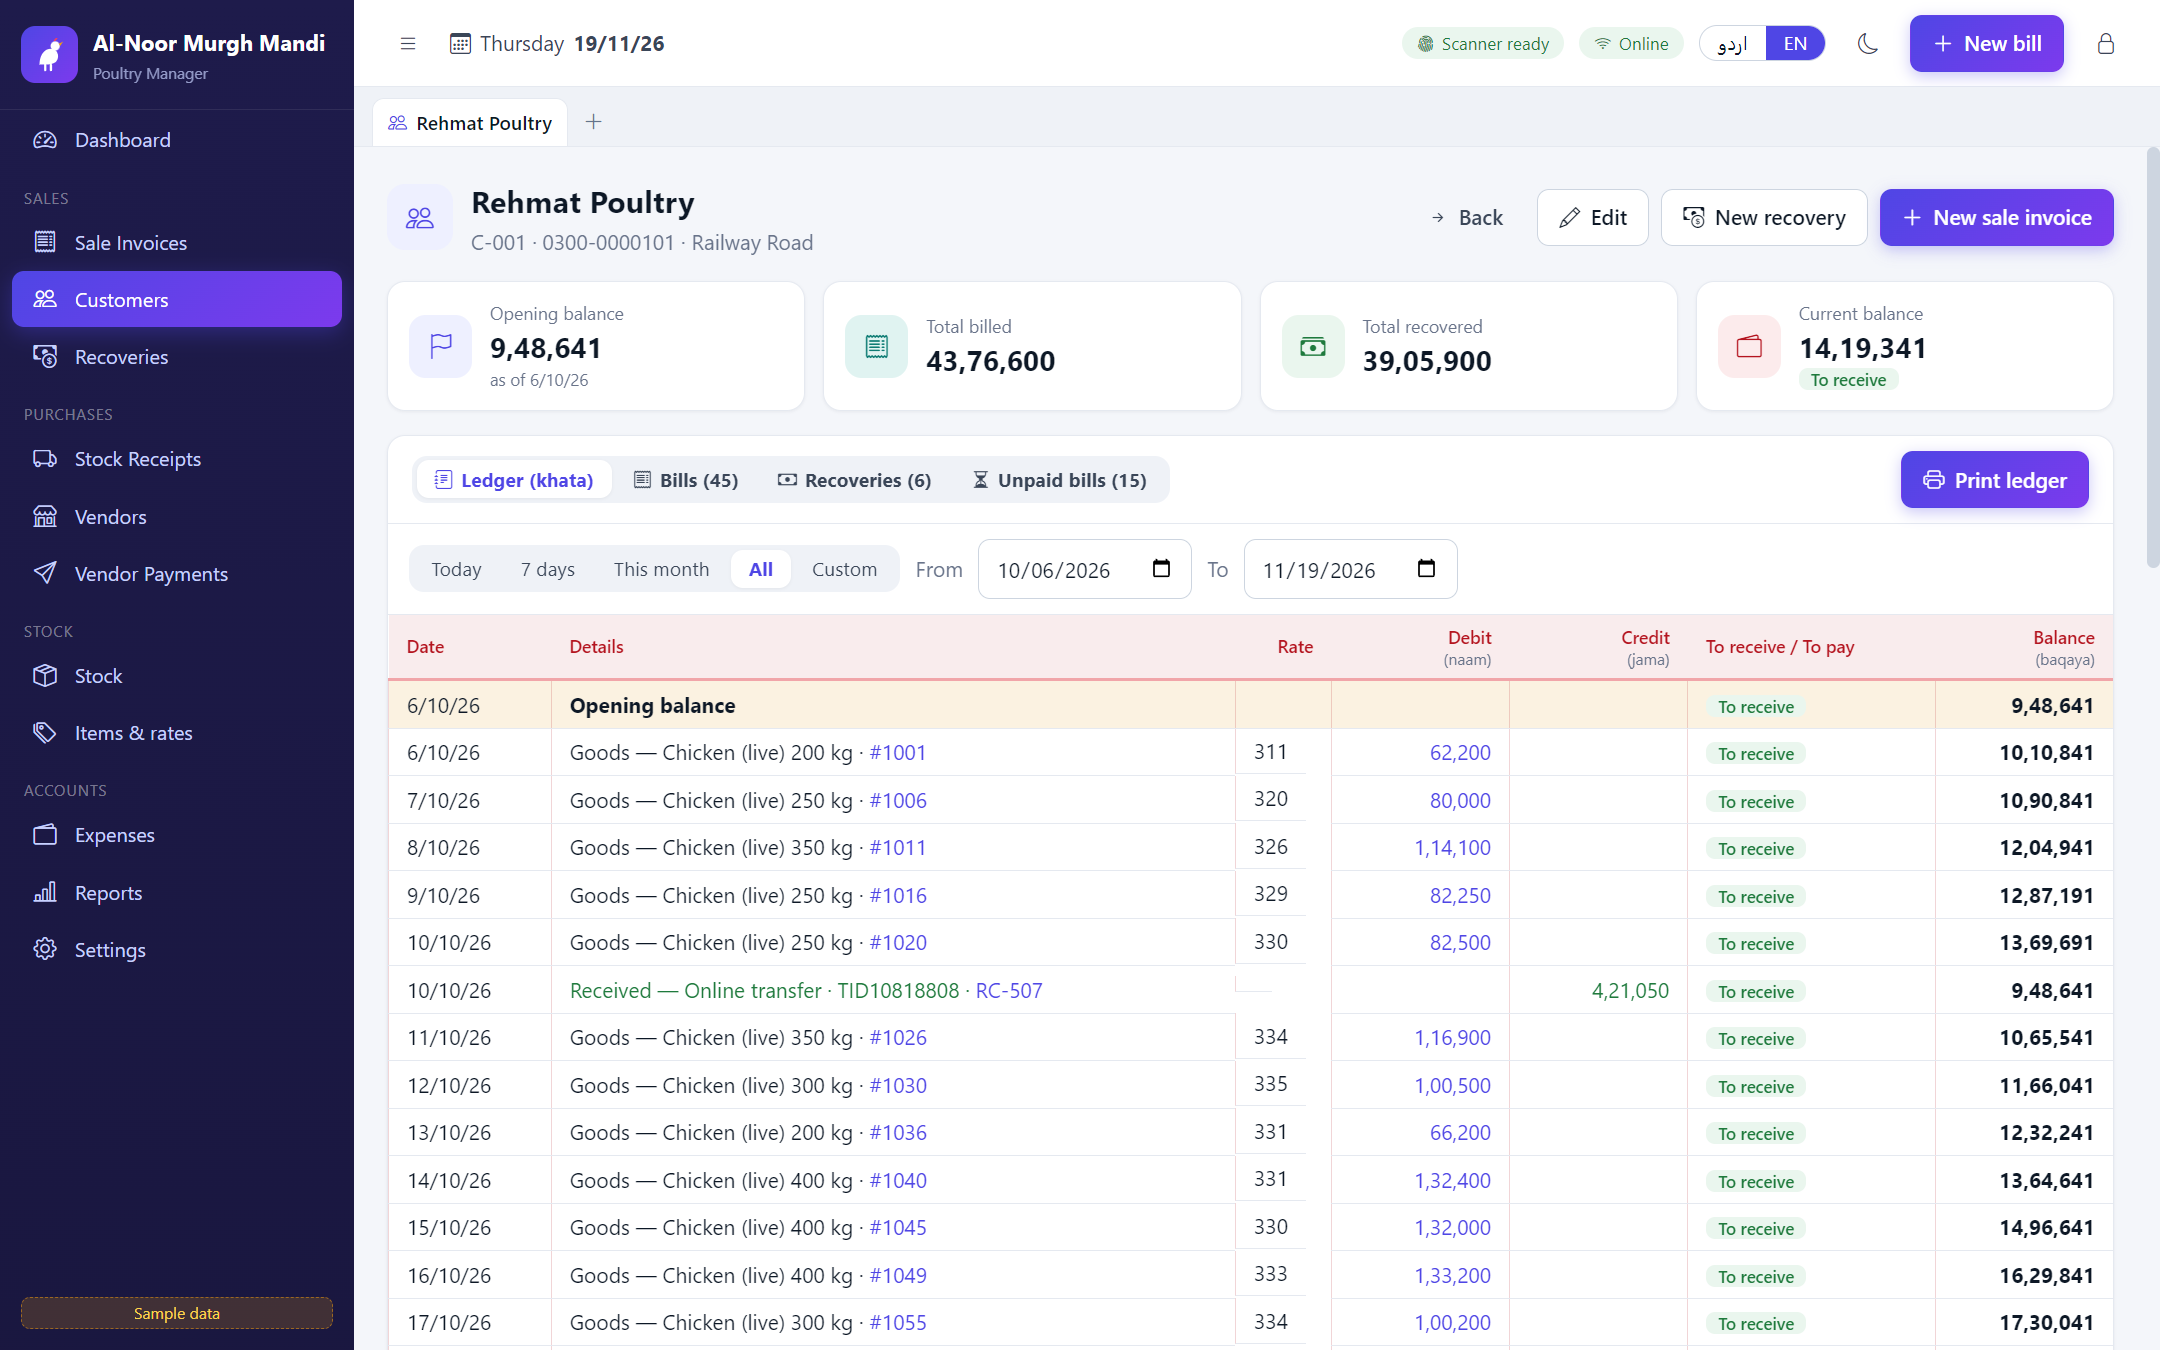 Al-Noor Murgh Mandi
Poultry Manager
Dashboard
SALES
Sale Invoices
Customers
Recoveries
PURCHASES
Stock Receipts
Vendors
Vendor Payments
STOCK
Stock
Items & rates
ACCOUNTS
Expenses
Reports
Settings
Sample data
Thursday 19/11/26
Scanner ready
Online
اردو
EN
New bill
Rehmat Poultry
Rehmat Poultry
C-001 · 0300-0000101 · Railway Road
Back
Edit
New recovery
New sale invoice
Opening balance
9,48,641
as of 6/10/26
Total billed
43,76,600
Total recovered
39,05,900
Current balance
14,19,341
To receive
Ledger (khata)
Bills (45)
Recoveries (6)
Unpaid bills (15)
Print ledger
Today
7 days
This month
All
Custom
From
10/06/2026
To
11/19/2026
Date Details Rate Debit (naam) Credit (jama) To receive / To pay Balance (baqaya)
6/10/26 Opening balance To receive 9,48,641
6/10/26 Goods — Chicken (live) 200 kg · #1001 311 62,200 To receive 10,10,841
7/10/26 Goods — Chicken (live) 250 kg · #1006 320 80,000 To receive 10,90,841
8/10/26 Goods — Chicken (live) 350 kg · #1011 326 1,14,100 To receive 12,04,941
9/10/26 Goods — Chicken (live) 250 kg · #1016 329 82,250 To receive 12,87,191
10/10/26 Goods — Chicken (live) 250 kg · #1020 330 82,500 To receive 13,69,691
10/10/26 Received — Online transfer · TID10818808 · RC-507 4,21,050 To receive 9,48,641
11/10/26 Goods — Chicken (live) 350 kg · #1026 334 1,16,900 To receive 10,65,541
12/10/26 Goods — Chicken (live) 300 kg · #1030 335 1,00,500 To receive 11,66,041
13/10/26 Goods — Chicken (live) 200 kg · #1036 331 66,200 To receive 12,32,241
14/10/26 Goods — Chicken (live) 400 kg · #1040 331 1,32,400 To receive 13,64,641
15/10/26 Goods — Chicken (live) 400 kg · #1045 330 1,32,000 To receive 14,96,641
16/10/26 Goods — Chicken (live) 400 kg · #1049 333 1,33,200 To receive 16,29,841
17/10/26 Goods — Chicken (live) 300 kg · #1055 334 1,00,200 To receive 17,30,041